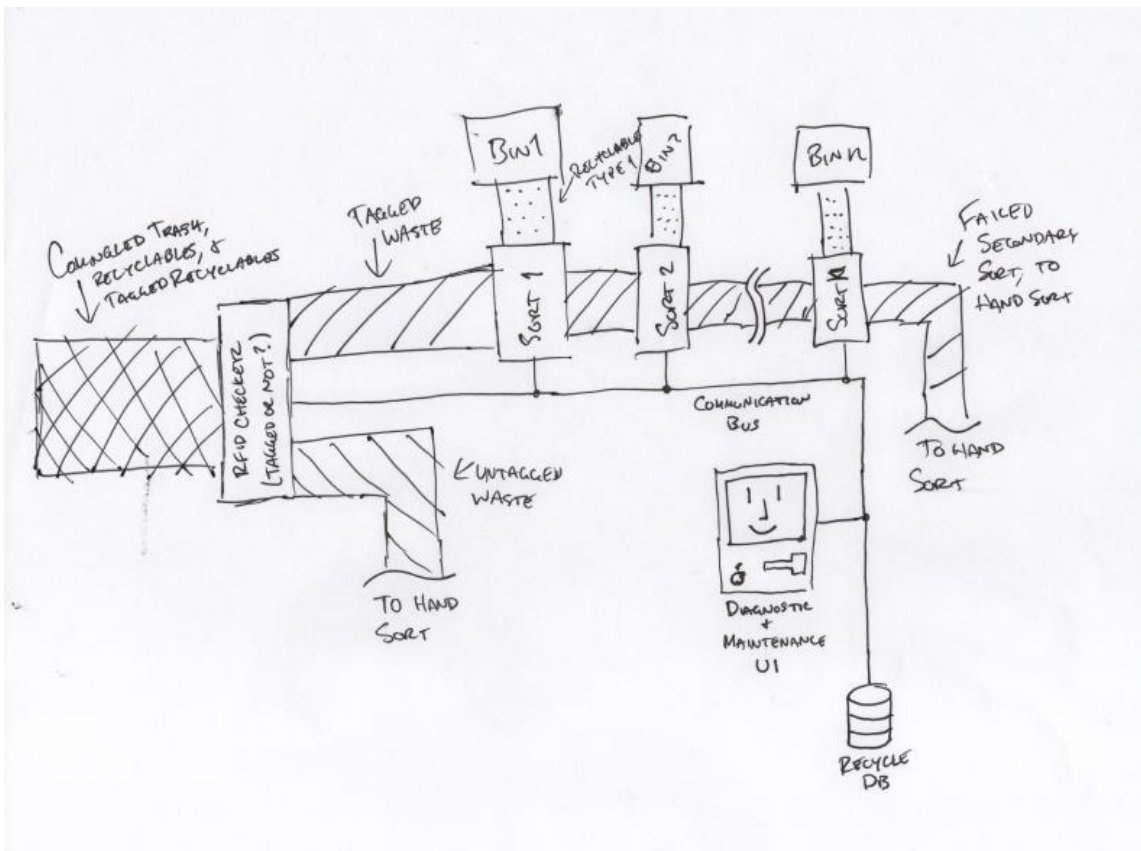 BIN 1
RECYCLABLE
TYPE 1
BIN 2
BIN n
TAGGED
WASTE
FAILED
SECONDARY
SORT, TO
HAND SORT
COMINGLED TRASH,
RECYCLABLES, &
TAGGED RECYCLABLES
RFID CHECKER
(TAGGED OR NOT?)
SORT 1
SORT 2
SORT n
COMMUNICATION
BUS
UNTAGGED
WASTE
TO HAND
SORT
TO HAND
SORT
DIAGNOSTIC
+
MAINTENANCE
UI
RECYCLE
DB